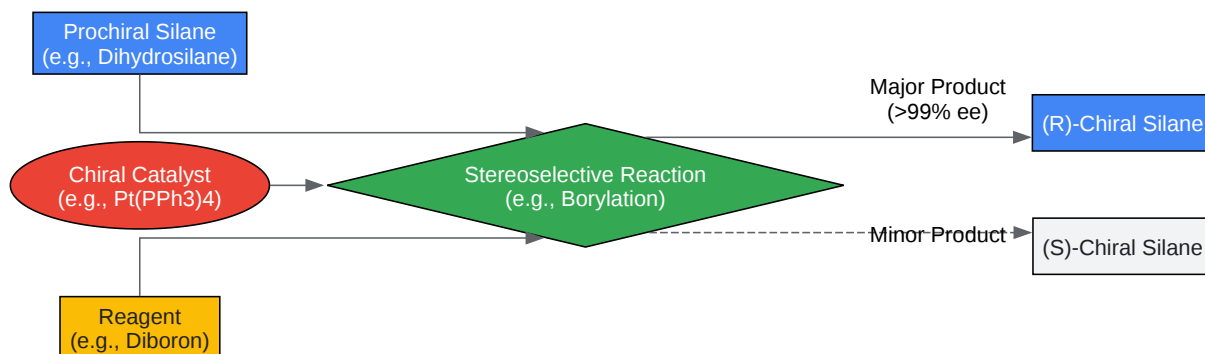 Prochiral Silane
(e.g., Dihydrosilane)
Major Product
(>99% ee)
(R)-Chiral Silane
Chiral Catalyst
(e.g., Pt(PPh3)4)
Stereoselective Reaction
(e.g., Borylation)
Minor Product
(S)-Chiral Silane
Reagent
(e.g., Diboron)